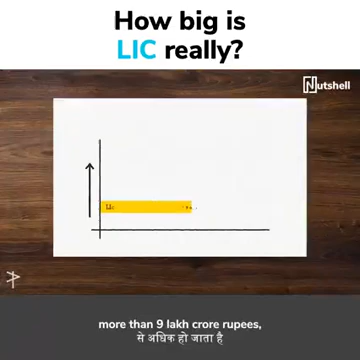 How big is
LIC really?
Nutshell
more than 9 lakh crore rupees,
से अधिक हो जाता है